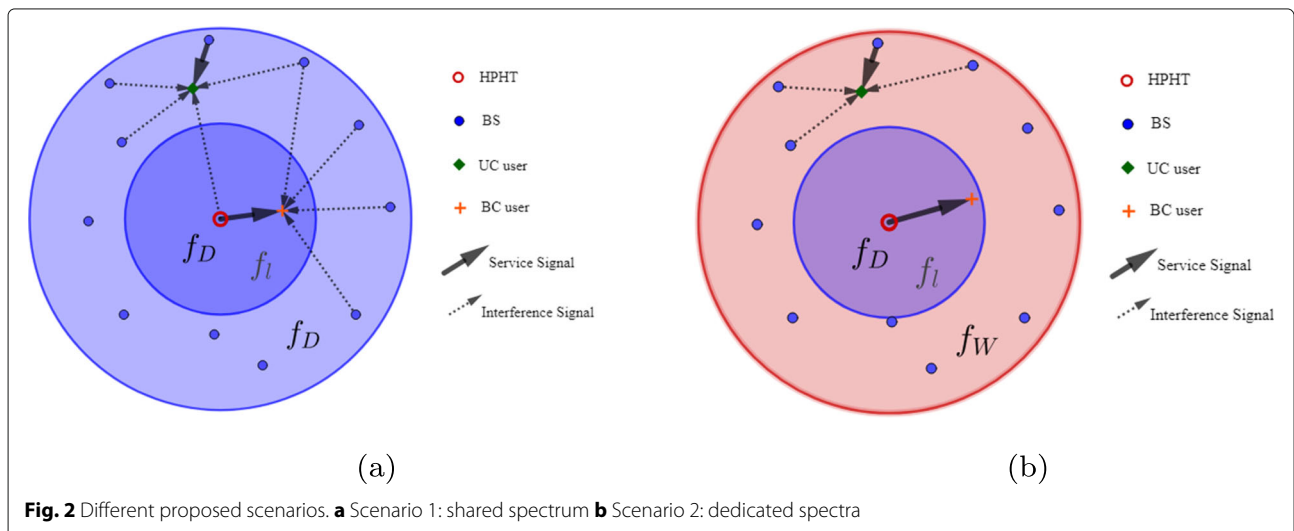 HPHT
BS
UC user
BC user
Service Signal
Interference Signal
f_D
f_l
f_D
(a)
HPHT
BS
UC user
BC user
Service Signal
Interference Signal
f_D
f_l
f_W
(b)
Fig. 2 Different proposed scenarios. a Scenario 1: shared spectrum b Scenario 2: dedicated spectra